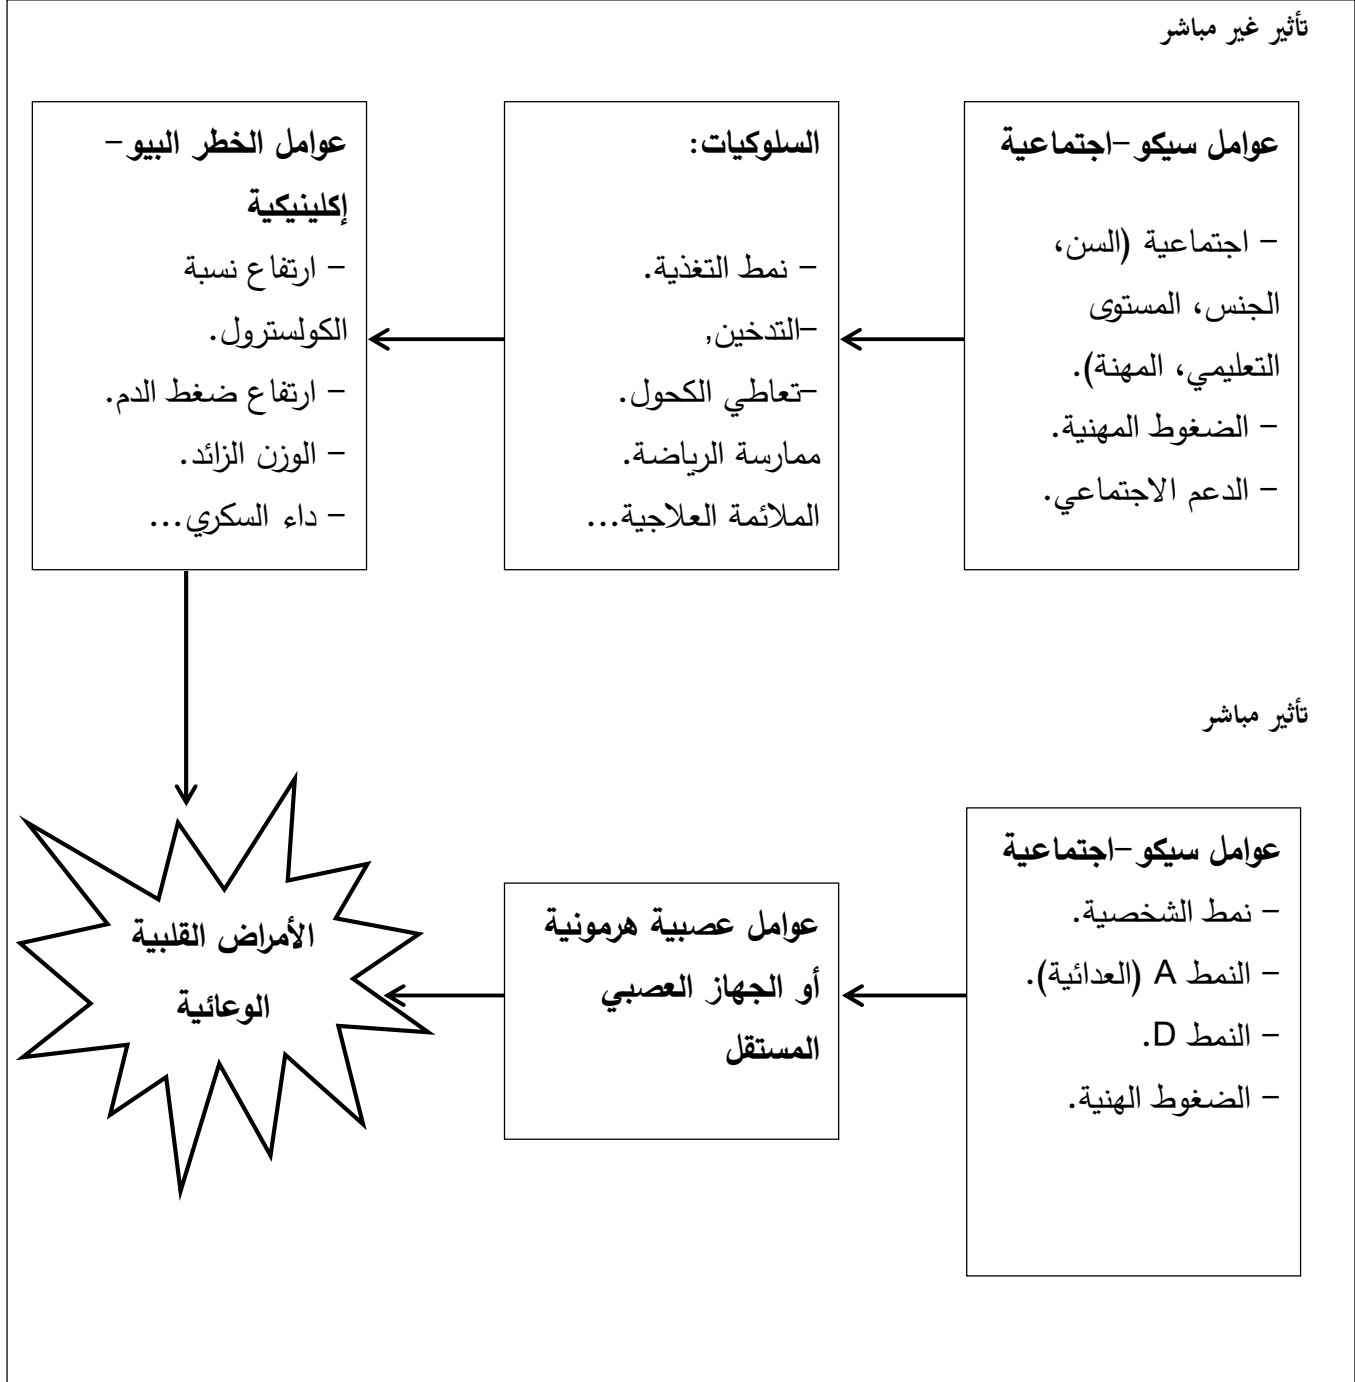 تأثير غير مباشر
عوامل سيكو-اجتماعية
- اجتماعية (السن،
الجنس، المستوى
التعليمي، المهنة).
- الضغوط المهنية.
- الدعم الاجتماعي.
السلوكيات:
- نمط التغذية.
-التدخين,
-تعاطي الكحول.
ممارسة الرياضة.
الملائمة العلاجية...
عوامل الخطر البيو-
إكلينيكية
- ارتفاع نسبة
الكولسترول.
- ارتفاع ضغط الدم.
- الوزن الزائد.
- داء السكري...
تأثير مباشر
عوامل سيكو-اجتماعية
- نمط الشخصية.
- النمط A (العدائية).
- النمط D.
- الضغوط الهنية.
عوامل عصبية هرمونية
أو الجهاز العصبي
المستقل
الأمراض القلبية
الوعائية